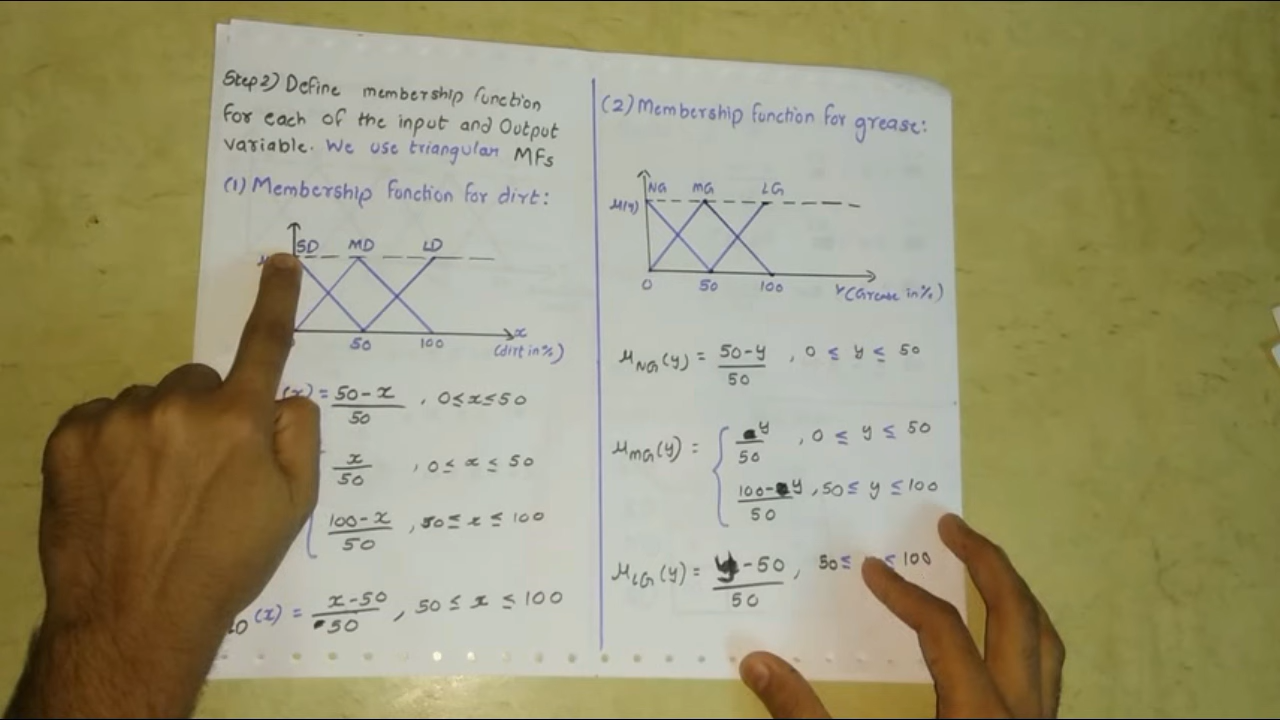 Step 2) Define membership function
for each of the input and Output
variable. We use triangular MFs
(1) Membership function for dirt:
SD MD LD
50 100 x
(dirt in %)
(x) = 50-x / 50 , 0≤x≤50
x / 50 , 0≤ x ≤ 50
100-x / 50 , 50≤ x ≤ 100
(x) = x-50 / 50 , 50 ≤ x ≤ 100
(2) Membership function for grease:
NG MG LG
μ(y)
0 50 100 Y(Grease in %)
μNG(y) = 50-y / 50 , 0 ≤ y ≤ 50
μMG(y) = { y / 50 , 0 ≤ y ≤ 50
100-y / 50 , 50≤ y ≤100
μLG(y) = y-50 / 50 , 50≤ ≤ 100